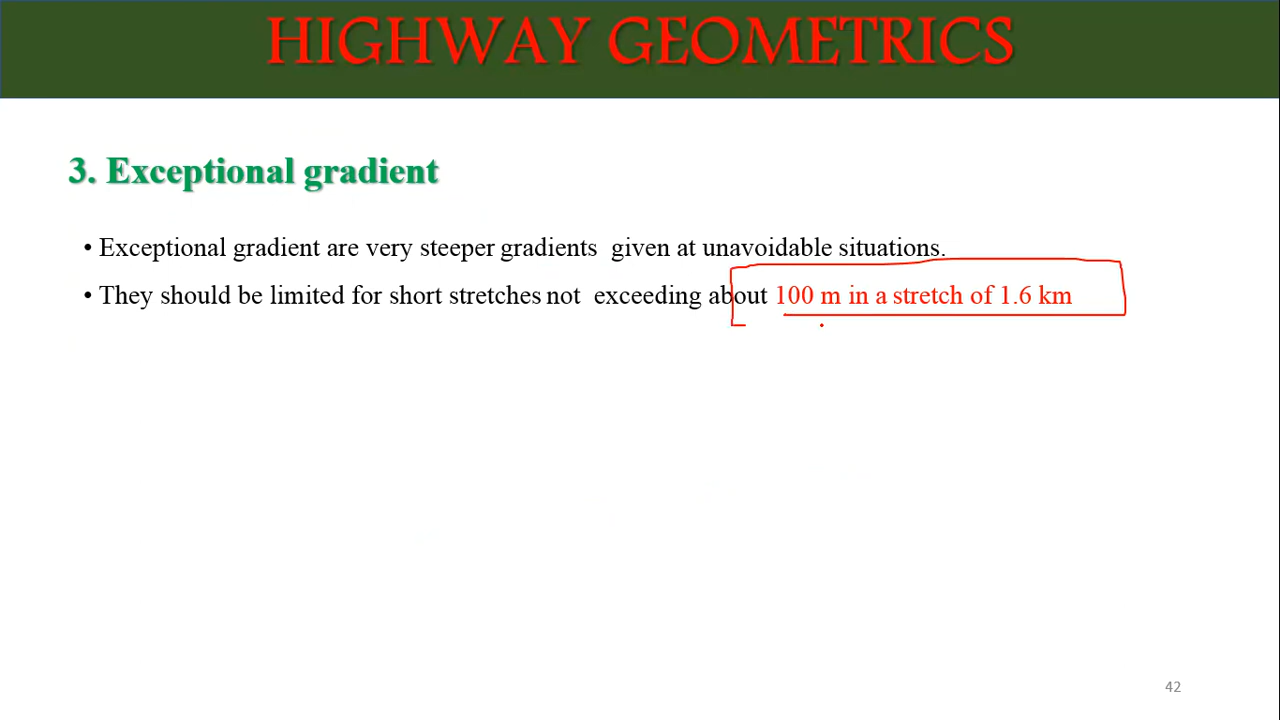 HIGHWAY GEOMETRICS
3. Exceptional gradient
• Exceptional gradient are very steeper gradients given at unavoidable situations.
• They should be limited for short stretches not exceeding about 100 m in a stretch of 1.6 km
42